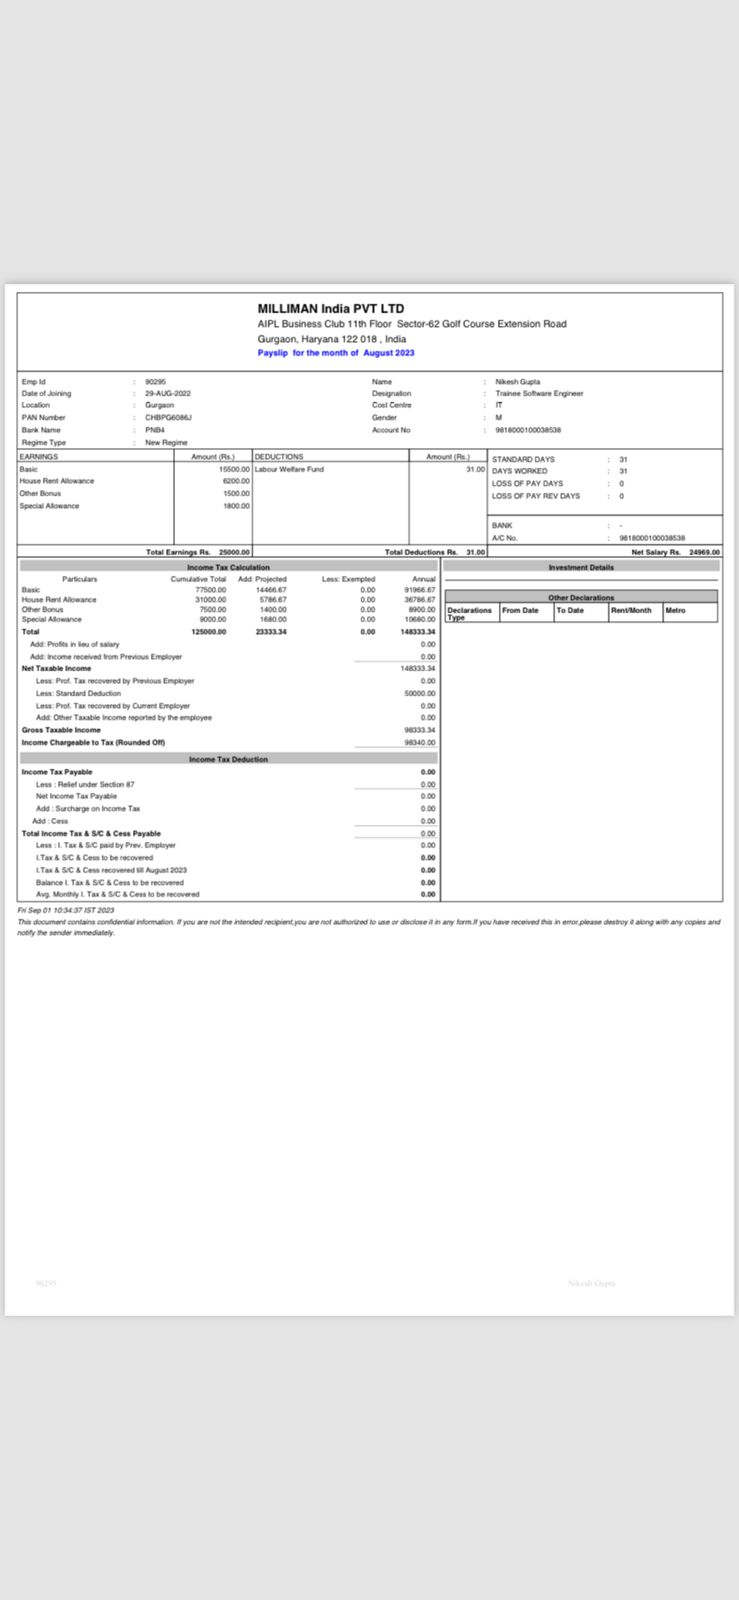 MILLIMAN India PVT LTD
AIPL Business Club 11th Floor Sector-62 Golf Course Extension Road
Gurgaon, Haryana 122 018 , India
Payslip for the month of August 2023
Emp Id : 90295 Name : Nikesh Gupta
Date of Joining : 29-AUG-2022 Designation : Trainee Software Engineer
Location : Gurgaon Cost Centre : IT
PAN Number : CHBPG6086J Gender : M
Bank Name : PNB4 Account No : 9818000100038538
Regime Type : New Regime
EARNINGS Amount (Rs.) DEDUCTIONS Amount (Rs.) STANDARD DAYS : 31
Basic 15500.00 Labour Welfare Fund 31.00 DAYS WORKED : 31
House Rent Allowance 6200.00 LOSS OF PAY DAYS : 0
Other Bonus 1500.00 LOSS OF PAY REV DAYS : 0
Special Allowance 1800.00
BANK : -
A/C No. : 9818000100038538
Total Earnings Rs. 25000.00 Total Deductions Rs. 31.00 Net Salary Rs. 24969.00
Income Tax Calculation Investment Details
Particulars Cumulative Total Add: Projected Less: Exempted Annual
Basic 77500.00 14466.67 0.00 91966.67
House Rent Allowance 31000.00 5786.67 0.00 36786.67
Other Bonus 7500.00 1400.00 0.00 8900.00
Special Allowance 9000.00 1680.00 0.00 10680.00
Total 125000.00 23333.34 0.00 148333.34
Other Declarations
Declarations Type From Date To Date Rent/Month Metro
Add: Profits in lieu of salary 0.00
Add: Income received from Previous Employer 0.00
Net Taxable Income 148333.34
Less: Prof. Tax recovered by Previous Employer 0.00
Less: Standard Deduction 50000.00
Less: Prof. Tax recovered by Current Employer 0.00
Add: Other Taxable Income reported by the employee 0.00
Gross Taxable Income 98333.34
Income Chargeable to Tax (Rounded Off) 98340.00
Income Tax Deduction
Income Tax Payable 0.00
Less : Relief under Section 87 0.00
Net Income Tax Payable 0.00
Add : Surcharge on Income Tax 0.00
Add : Cess 0.00
Total Income Tax & S/C & Cess Payable 0.00
Less : I. Tax & S/C paid by Prev. Employer 0.00
I.Tax & S/C & Cess to be recovered 0.00
I.Tax & S/C & Cess recovered till August 2023 0.00
Balance I. Tax & S/C & Cess to be recovered 0.00
Avg. Monthly I. Tax & S/C & Cess to be recovered 0.00
Fri Sep 01 10:34:37 IST 2023
This document contains confidential information. If you are not the intended recipient,you are not authorized to use or disclose it in any form.If you have received this in error,please destroy it along with any copies and
notify the sender immediately.
90295 Nikesh Gupta